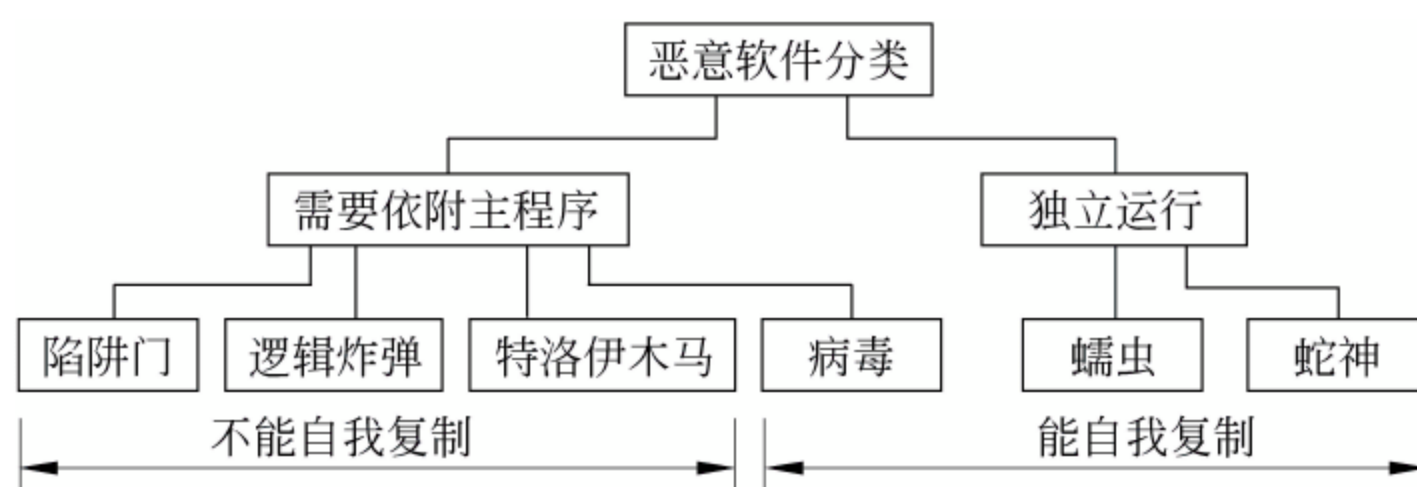 恶意软件分类
需要依附主程序
独立运行
陷阱门
逻辑炸弹
特洛伊木马
病毒
蠕虫
蛇神
不能自我复制
能自我复制